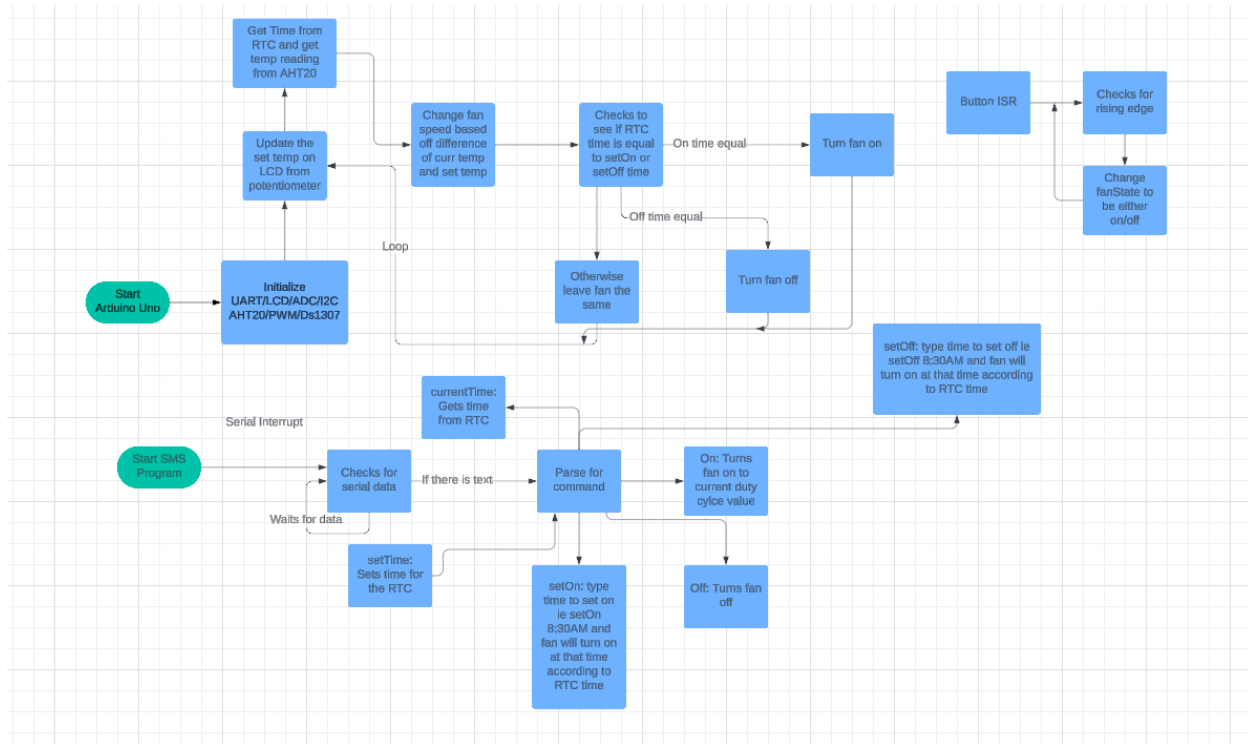 Get Time from
RTC and get
temp reading
from AHT20
Change fan
speed based
off difference
of curr temp
and set temp
Checks to
see if RTC
time is equal
to setOn or
setOff time
On time equal
Turn fan on
Button ISR
Checks for
rising edge
Update the
set temp on
LCD from
potentiometer
Change
fanState to
be either
on/off
Off time equal
Loop
Otherwise
leave fan the
same
Turn fan off
Start
Arduino Uno
Initialize
UART/LCD/ADC/I2C
AHT20/PWM/Ds1307
setOff: type time to set off ie
setOff 8:30AM and fan will
turn on at that time according
to RTC time
currentTime:
Gets time
from RTC
Serial Interrupt
Start SMS
Program
Checks for
serial data
If there is text
Parse for
command
On; Turns
fan on to
current duty
cylce value
Waits for data
setTime:
Sets time for
the RTC
setOn: type
time to set on
ie setOn
8:30AM and
fan will turn on
at that time
according to
RTC time
Off: Turns fan
off